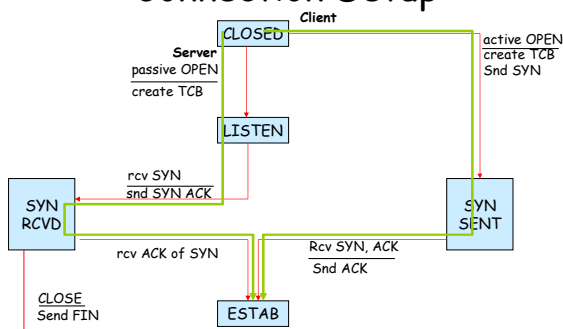 Connection Setup
Client
CLOSED
Server
passive OPEN
create TCB
active OPEN
create TCB
Snd SYN
LISTEN
rcv SYN
snd SYN ACK
SYN
RCVD
SYN
SENT
rcv ACK of SYN
Rcv SYN, ACK
Snd ACK
CLOSE
Send FIN
ESTAB